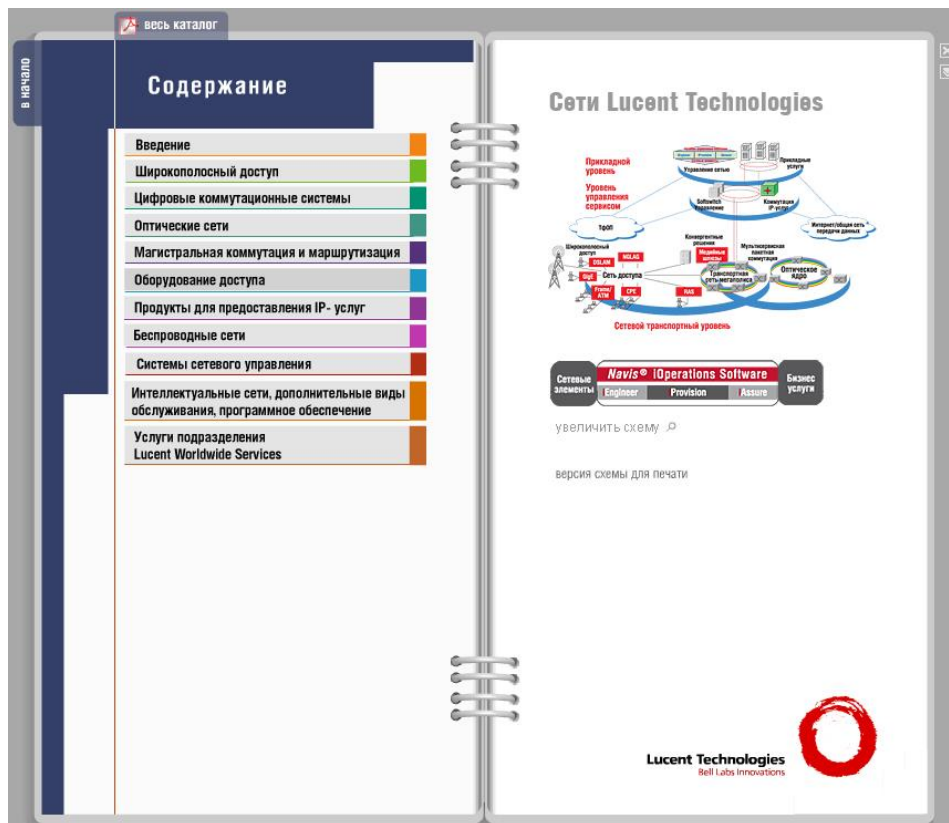 весь каталог
в начало
Содержание
Введение
Широкополосный доступ
Цифровые коммутационные системы
Оптические сети
Магистральная коммутация и маршрутизация
Оборудование доступа
Продукты для предоставления IP- услуг
Беспроводные сети
Системы сетевого управления
Интеллектуальные сети, дополнительные виды
обслуживания, программное обеспечение
Услуги подразделения
Lucent Worldwide Services
Сети Lucent Technologies
Прикладной
уровень
Управление сетью
Прикладные
услуги
Уровень
управления
сервисом
Softswitch
Управление
Коммутация
IP-услуг
ТфОП
Интернет/общая сеть
передачи данных
Широкополосный
доступ
Конвергентные
решения
Мультисервисная
пакетная
коммутация
DSLAM
NGLAS
Медийные
шлюзы
GigE
Сеть доступа
Транспортная
сеть мегаполиса
Оптическое
ядро
Frame/
ATM
CPE
RAS
Сетевой транспортный уровень
Сетевые
элементы
Navis® iOperations Software
Engineer
Provision
Assure
Бизнес
услуги
увеличить схему
версия схемы для печати
Lucent Technologies
Bell Labs Innovations